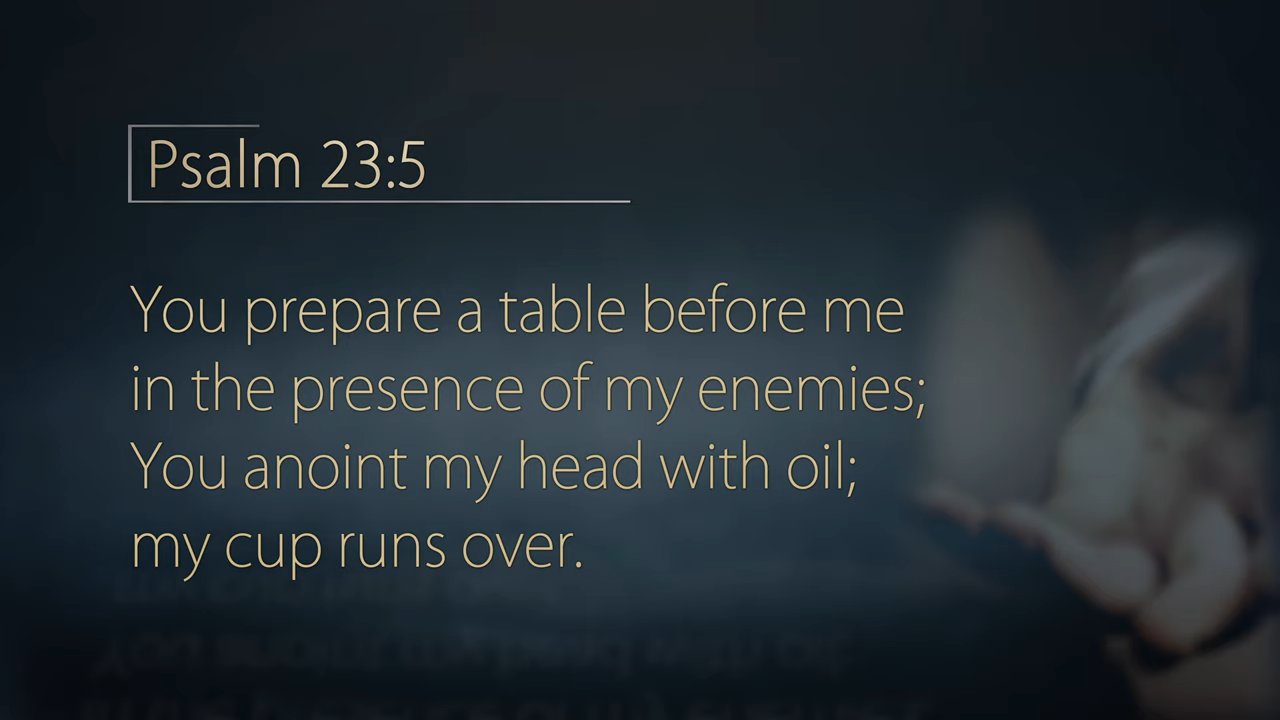 Psalm 23:5
You prepare a table before me
in the presence of my enemies;
You anoint my head with oil;
my cup runs over.